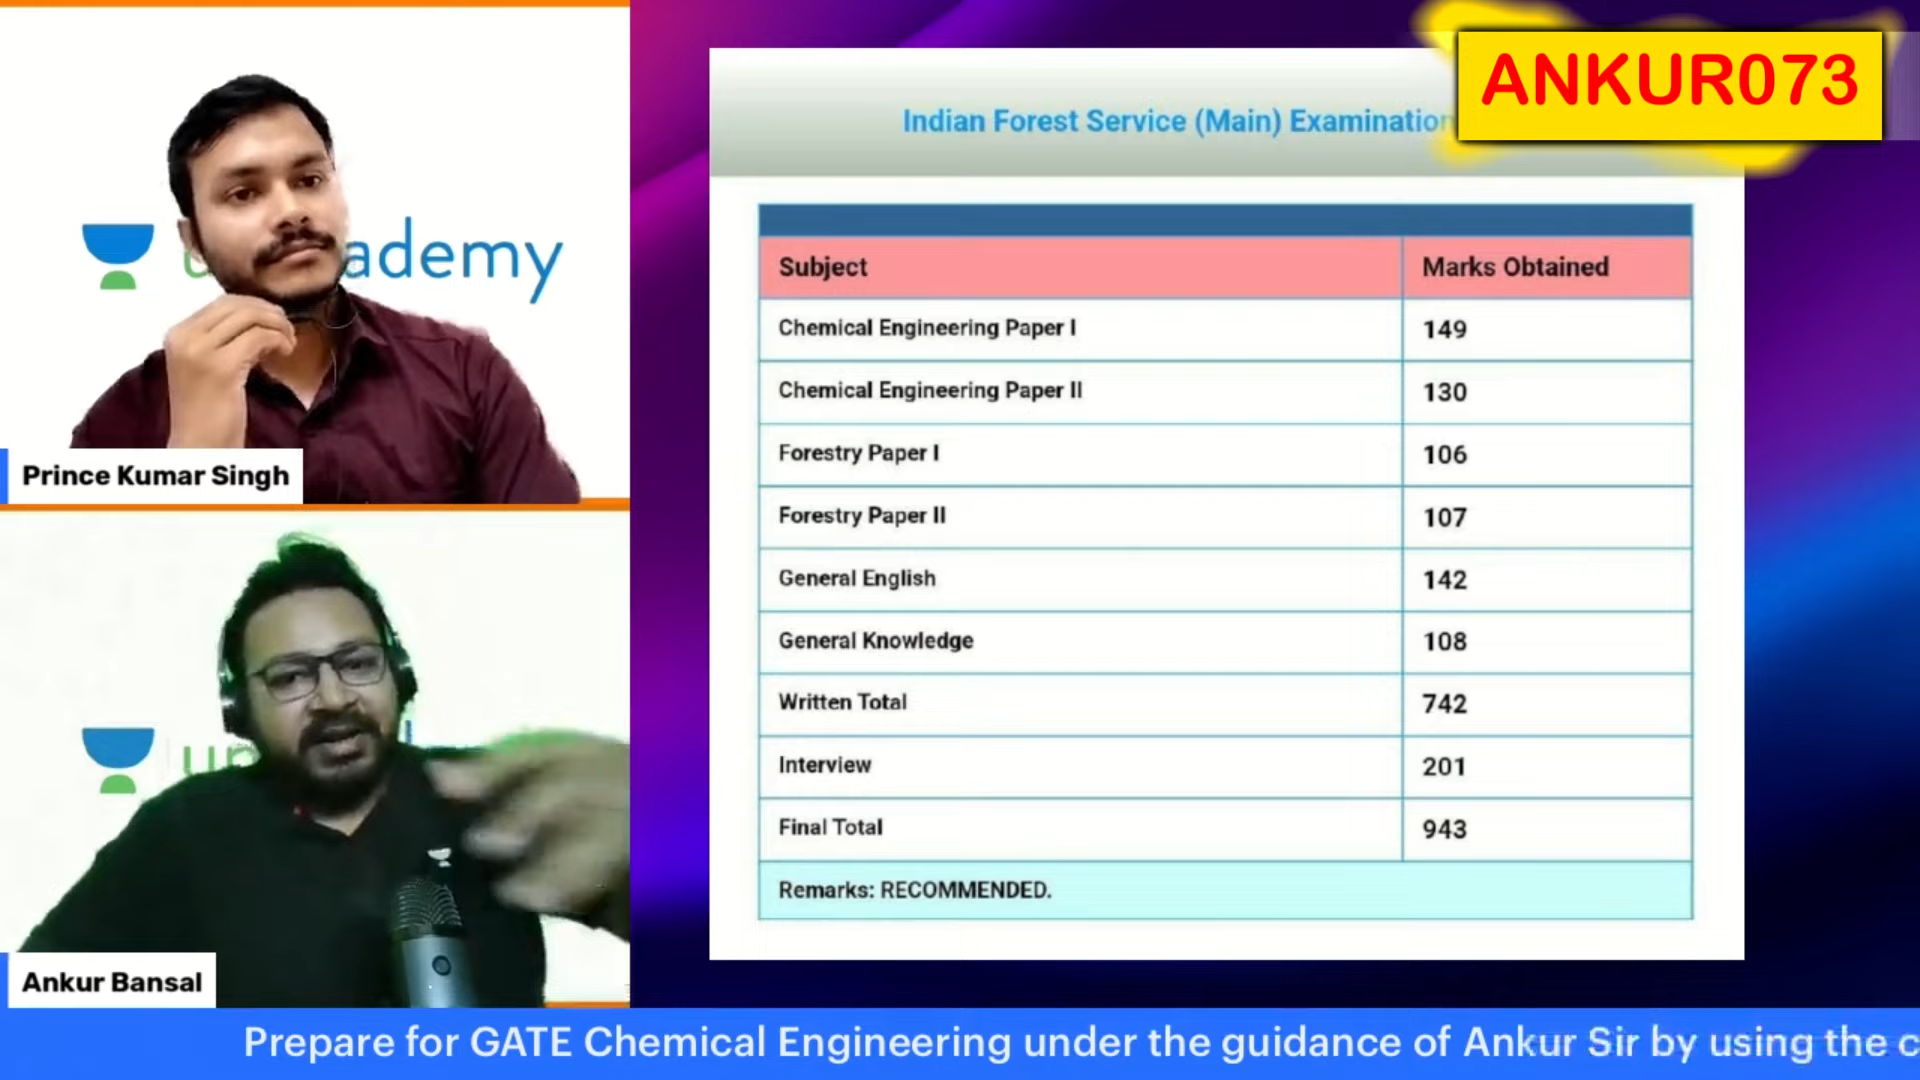 ademy
Prince Kumar Singh
Ankur Bansal
ANKUR073
Indian Forest Service (Main) Examination
Subject Marks Obtained
Chemical Engineering Paper I 149
Chemical Engineering Paper II 130
Forestry Paper I 106
Forestry Paper II 107
General English 142
General Knowledge 108
Written Total 742
Interview 201
Final Total 943
Remarks: RECOMMENDED.
Prepare for GATE Chemical Engineering under the guidance of Ankur Sir by using the c